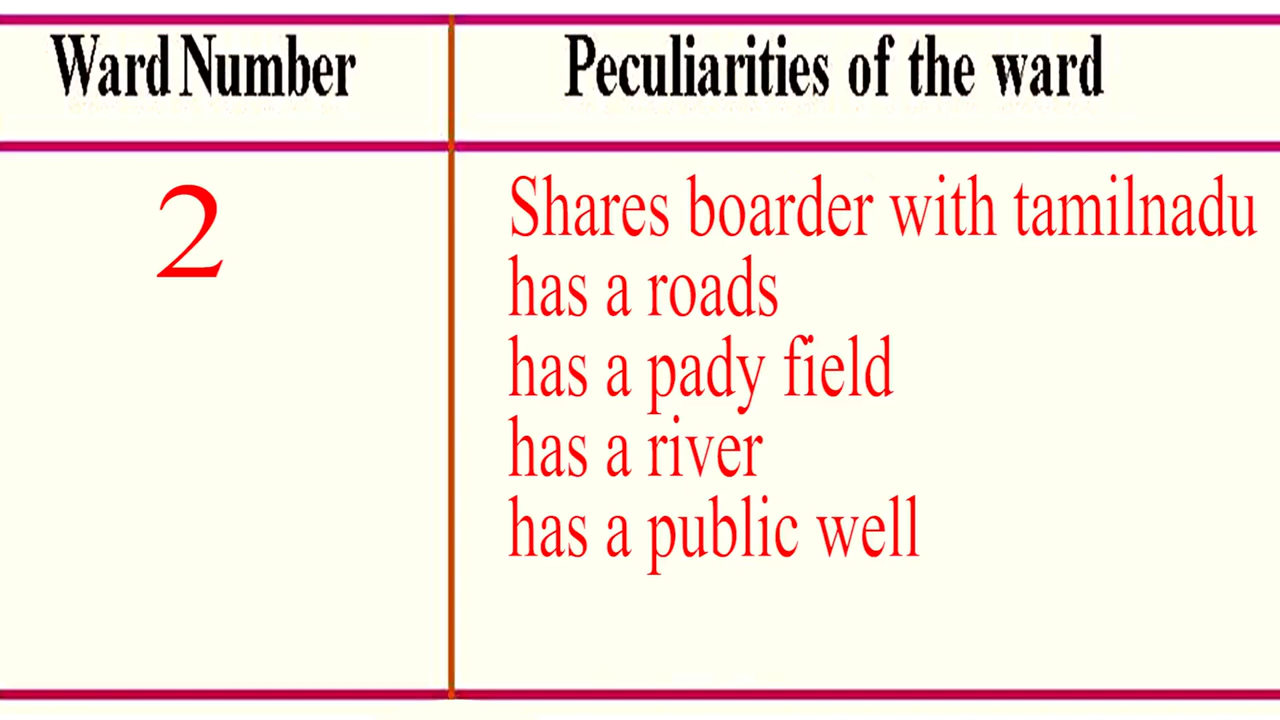 Ward Number
Peculiarities of the ward
2
Shares boarder with tamilnadu
has a roads
has a pady field
has a river
has a public well